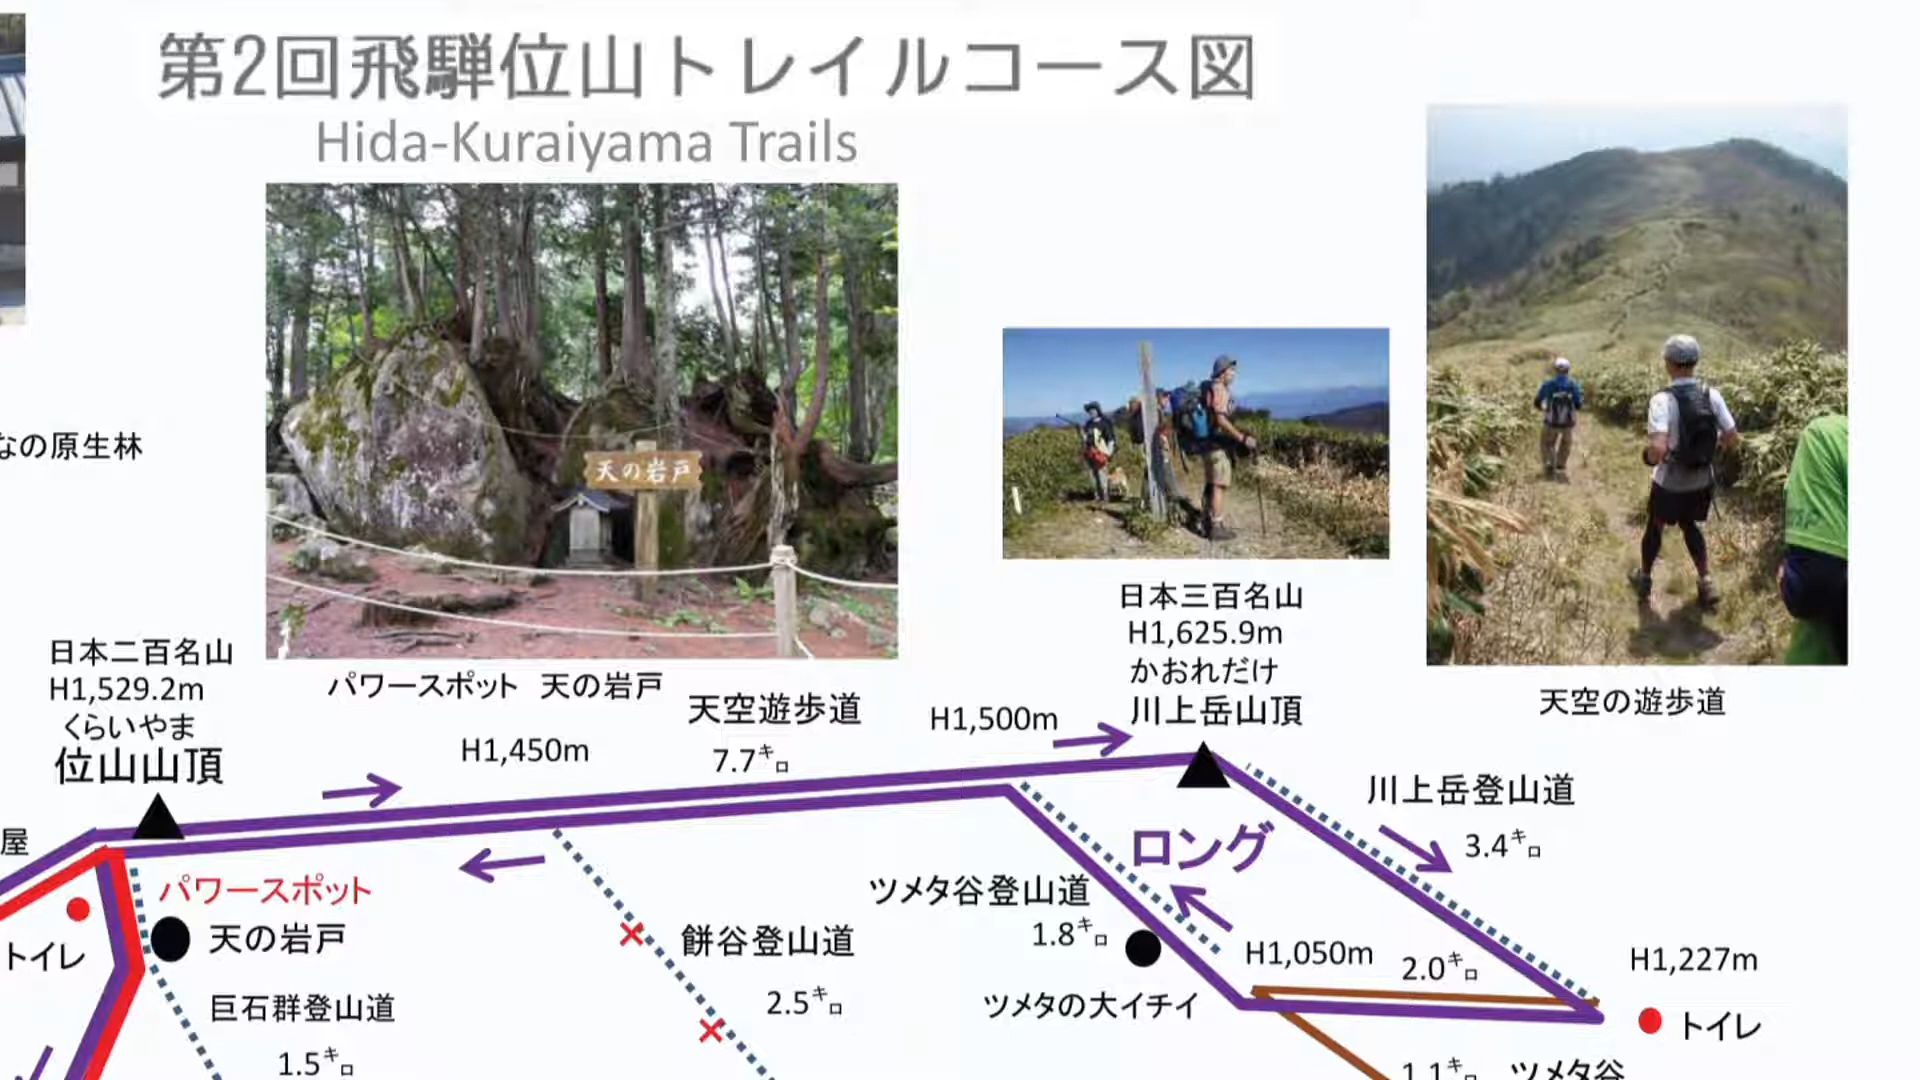 第2回飛騨位山トレイルコース図
Hida-Kuraiyama Trails
なの原生林
天の岩戸
日本二百名山
H1,529.2m
くらいやま
位山山頂
パワースポット 天の岩戸
天空遊歩道
7.7キロ
H1,450m
H1,500m
日本三百名山
H1,625.9m
かおれだけ
川上岳山頂
天空の遊歩道
川上岳登山道
3.4キロ
屋
パワースポット
天の岩戸
トイレ
巨石群登山道
1.5キロ
餅谷登山道
2.5キロ
ロング
ツメタ谷登山道
1.8キロ
ツメタの大イチイ
H1,050m
2.0キロ
H1,227m
トイレ
1.1キロ
ツメタ谷